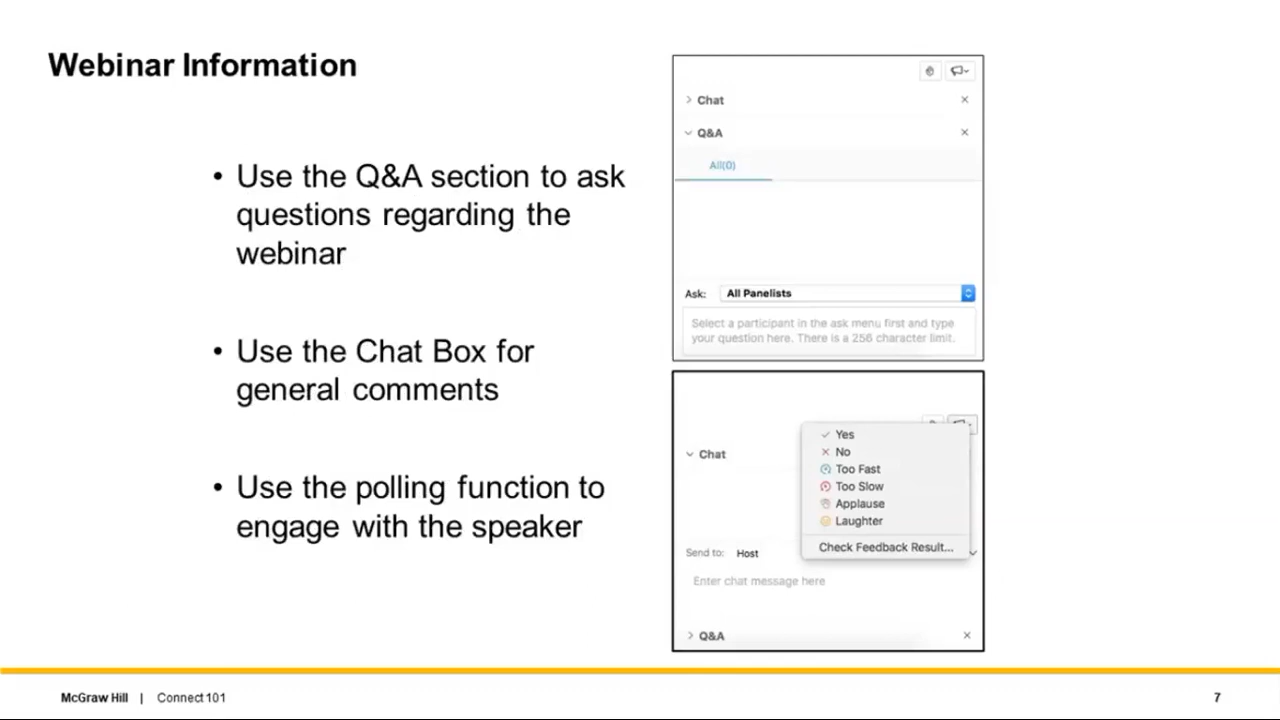 Webinar Information
• Use the Q&A section to ask
questions regarding the
webinar
• Use the Chat Box for
general comments
• Use the polling function to
engage with the speaker
Chat
Q&A
All(0)
Ask: All Panelists
Select a participant in the ask menu first and type
your question here. There is a 256 character limit.
Yes
No
Chat
Too Fast
Too Slow
Applause
Laughter
Check Feedback Result...
Send to: Host
Enter chat message here
Q&A
McGraw Hill | Connect 101
7